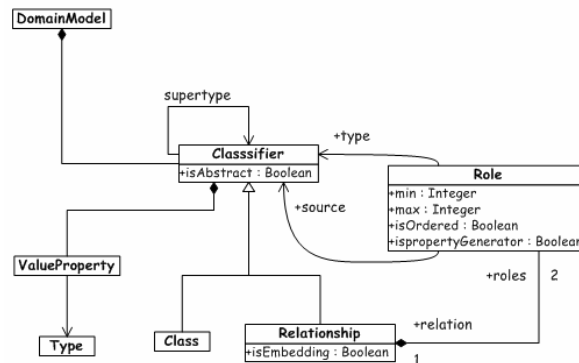 DomainModel
supertype
+type
Classsifier
+isAbstract : Boolean
Role
+min : Integer
+max : Integer
+isOrdered : Boolean
+ispropertyGenerator : Boolean
+source
ValueProperty
+roles
2
Type
Class
Relationship
+isEmbedding : Boolean
+relation
1